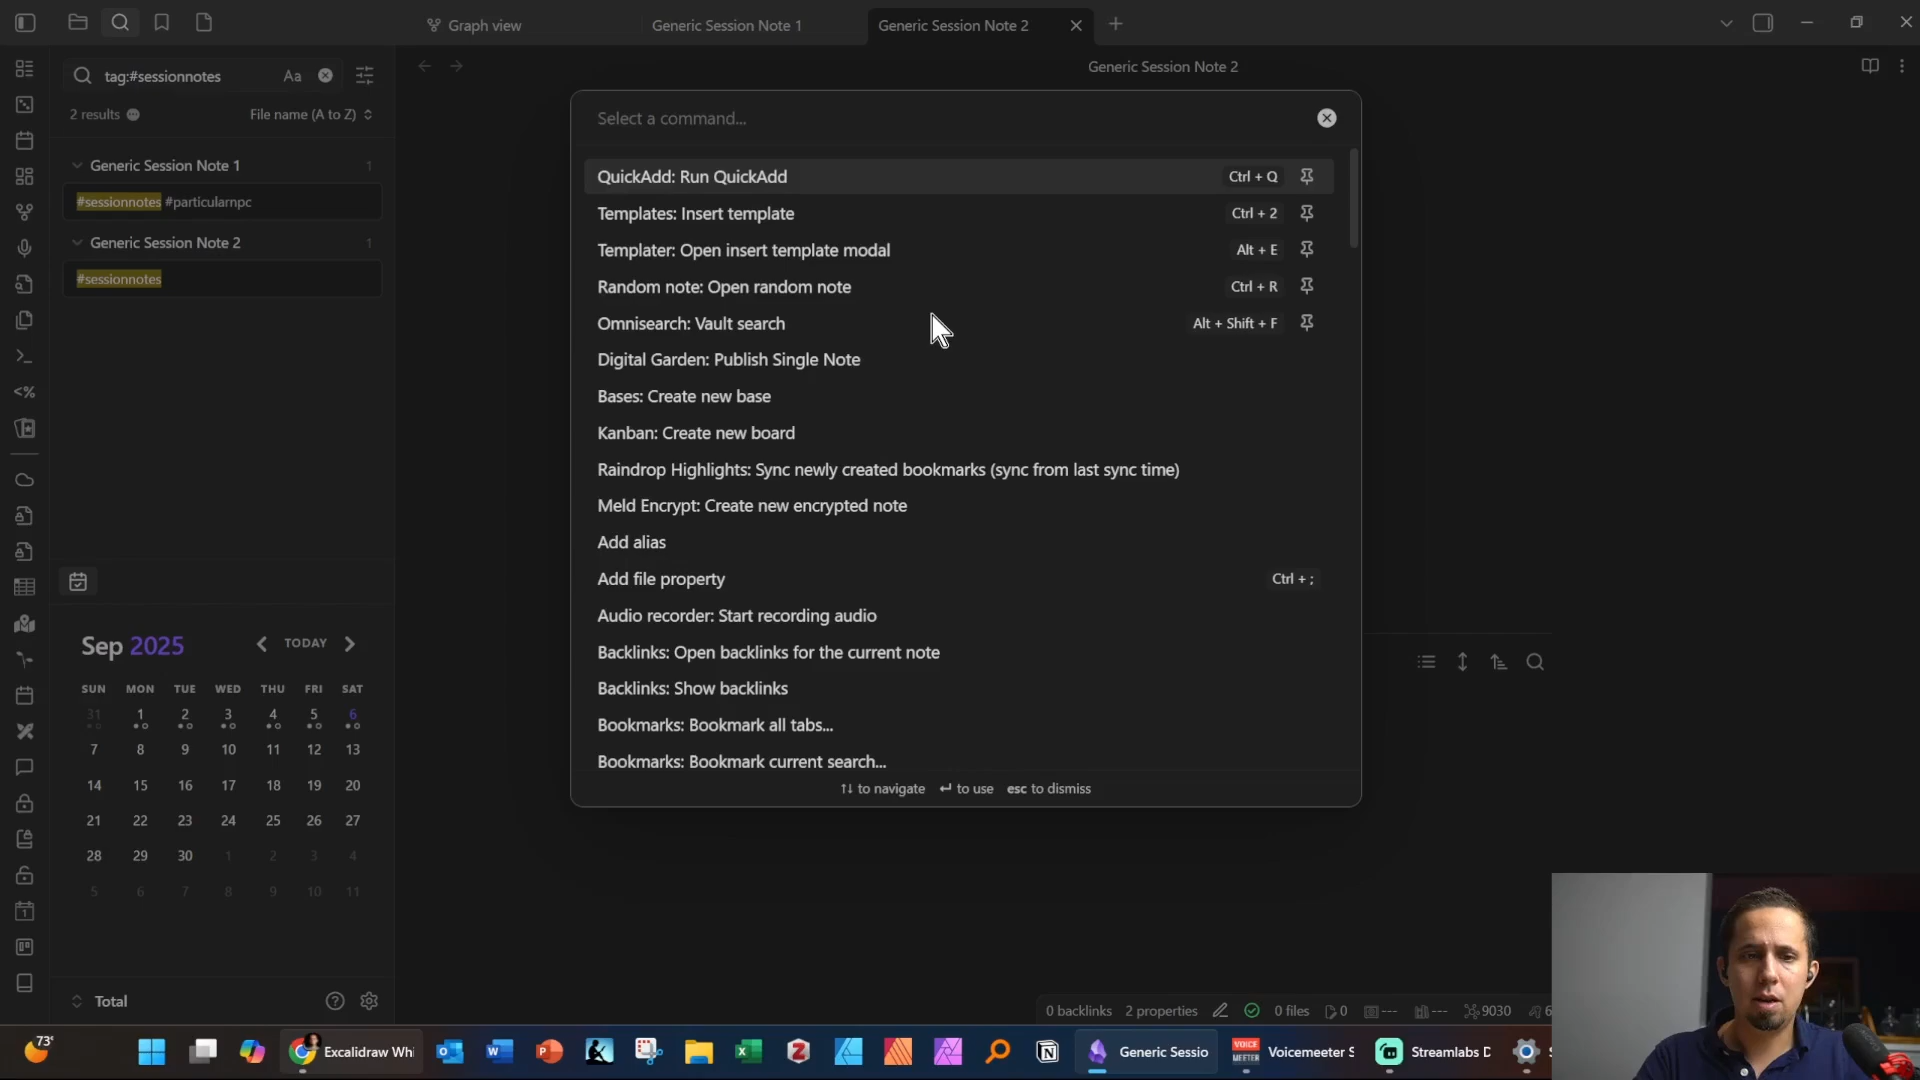 Graph view
Generic Session Note 1
Generic Session Note 2
tag:#sessionnotes
Aa
Generic Session Note 2
2 results
File name (A to Z)
Generic Session Note 1
1
#sessionnotes #particularnpc
Generic Session Note 2
1
#sessionnotes
Select a command...
QuickAdd: Run QuickAdd
Ctrl + Q
Templates: Insert template
Ctrl + 2
Templater: Open insert template modal
Alt + E
Random note: Open random note
Ctrl + R
Omnisearch: Vault search
Alt + Shift + F
Digital Garden: Publish Single Note
Bases: Create new base
Kanban: Create new board
Raindrop Highlights: Sync newly created bookmarks (sync from last sync time)
Meld Encrypt: Create new encrypted note
Add alias
Add file property
Ctrl + ;
Audio recorder: Start recording audio
Backlinks: Open backlinks for the current note
Backlinks: Show backlinks
Bookmarks: Bookmark all tabs...
Bookmarks: Bookmark current search...
↑↓ to navigate ↵ to use esc to dismiss
Sep 2025
TODAY
SUN MON TUE WED THU FRI SAT
31 1 2 3 4 5 6
7 8 9 10 11 12 13
14 15 16 17 18 19 20
21 22 23 24 25 26 27
28 29 30 1 2 3 4
5 6 7 8 9 10 11
Total
0 backlinks 2 properties 0 files 0 --- --- 9030 6
73°
Excalidraw Whi
Generic Sessio
VOICE MEETER
Voicemeeter S
Streamlabs D